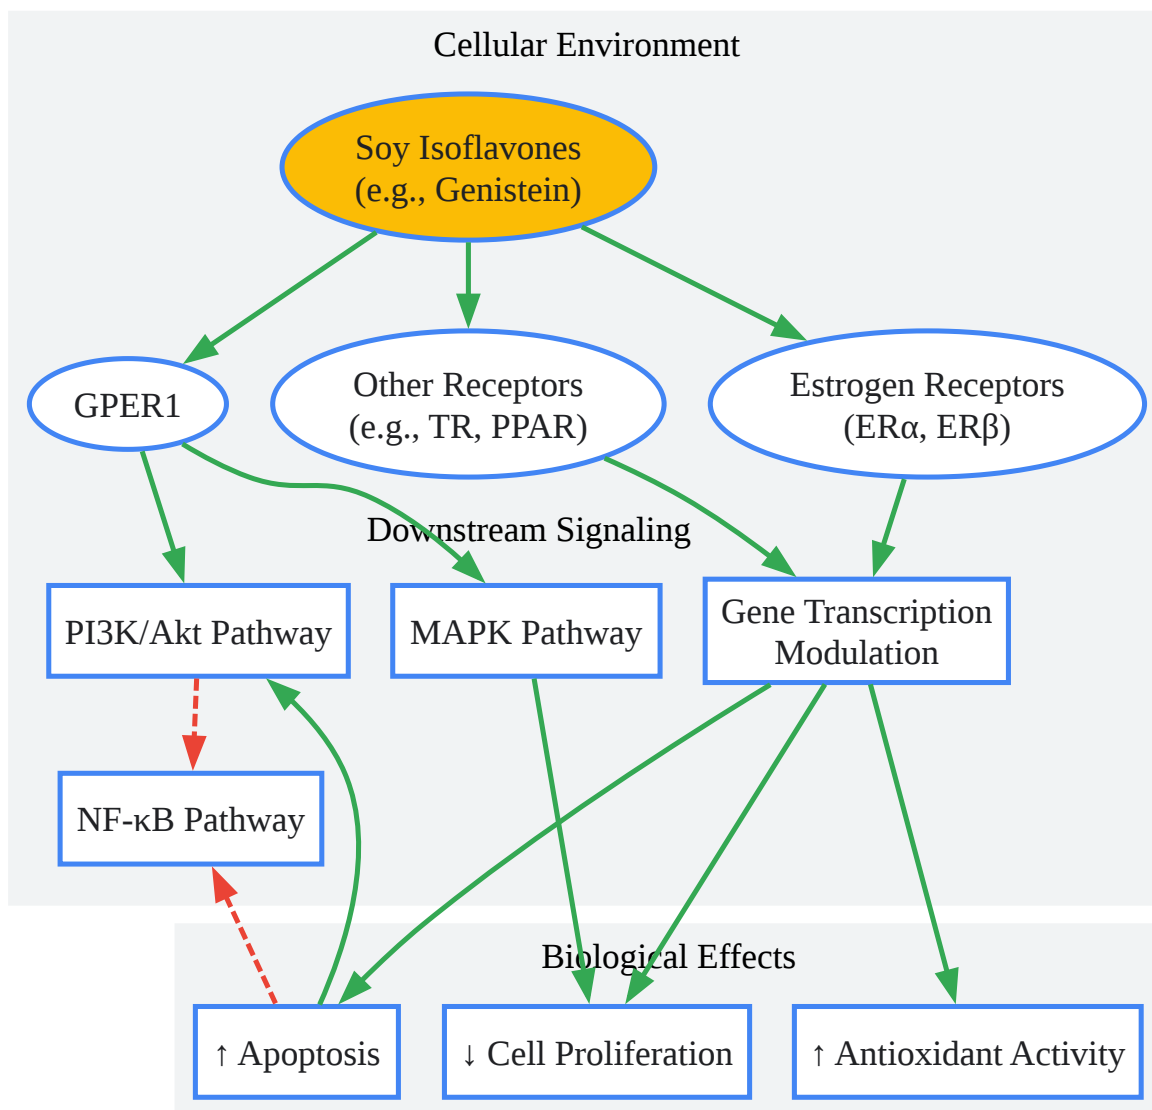 Cellular Environment
Soy Isoflavones
(e.g., Genistein)
GPER1
Other Receptors
(e.g., TR, PPAR)
Estrogen Receptors
(ERα, ERβ)
Downstream Signaling
PI3K/Akt Pathway
MAPK Pathway
Gene Transcription
Modulation
NF-κB Pathway
Biological Effects
↑ Apoptosis
↓ Cell Proliferation
↑ Antioxidant Activity